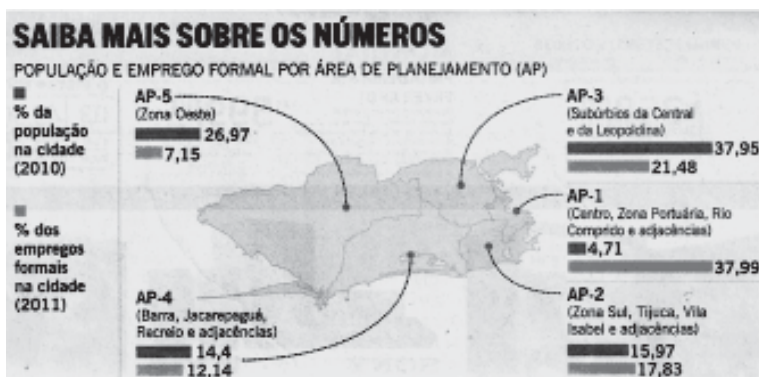 SAIBA MAIS SOBRE OS NÚMEROS
POPULAÇÃO E EMPREGO FORMAL POR ÁREA DE PLANEJAMENTO (AP)
% da
população
na cidade
(2010)
% dos
empregos
formais
na cidade
(2011)
AP-5
(Zona Oeste)
26,97
7,15
AP-4
(Barra, Jacarepaguá,
Recreio e adjacências)
14,4
12,14
AP-3
(Subúrbios da Central
e da Leopoldina)
37,95
21,48
AP-1
(Centro, Zona Portuária, Rio
Comprido e adjacências)
4,71
37,99
AP-2
(Zona Sul, Tijuca, Vila
Isabel e adjacências)
15,97
17,83